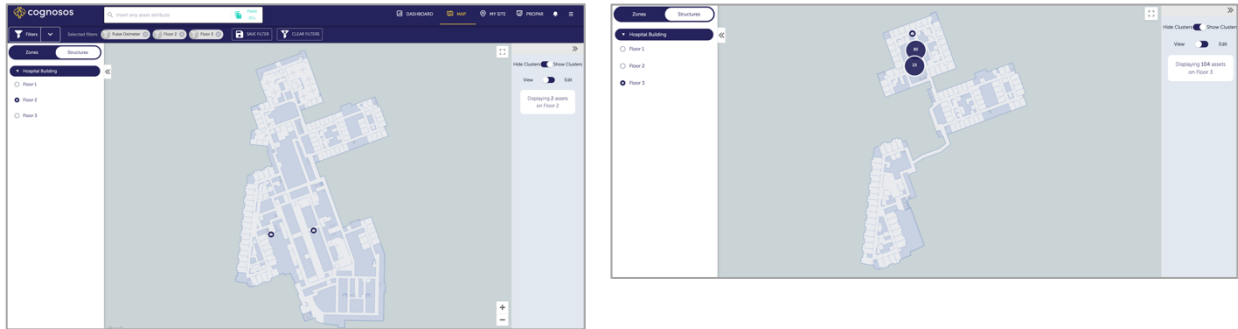 cognosos
Insert any asset attribute
DASHBOARD MAP MY SITE PROPAR
Filters Selected filters Pulse Oximeter Floor 2 Floor 3 SAVE FILTER CLEAR FILTERS
Zones Structures
Hospital Building
Floor 1
Floor 2
Floor 3
Hide Clusters Show Clusters
View Edit
Displaying 2 assets
on Floor 2
+
−
Zones Structures
Hospital Building
Floor 1
Floor 2
Floor 3
Hide Clusters Show Clusters
View Edit
Displaying 104 assets
on Floor 3